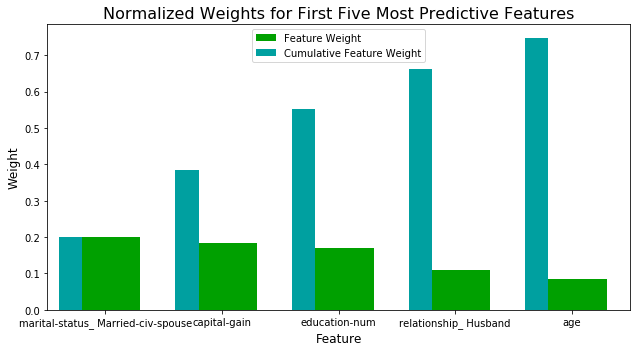 Normalized Weights for First Five Most Predictive Features
Feature Weight
Cumulative Feature Weight
Weight
0.7
0.6
0.5
0.4
0.3
0.2
0.1
0.0
marital-status_ Married-civ-spouse capital-gain education-num relationship_ Husband age
Feature